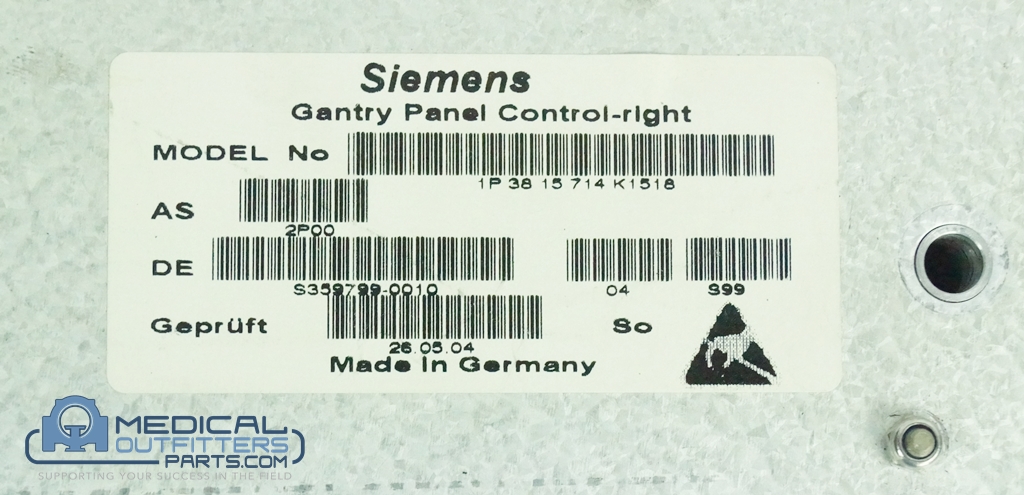 Siemens
Gantry Panel Control-right
MODEL No
1P 38 15 714 K1518
AS
2P00
DE
S359799-0010 04 S99
Geprüft So
26.05.04
Made In Germany
MEDICAL
OUTFITTERS
PARTS.COM
SUPPORTING YOUR SUCCESS IN THE FIELD